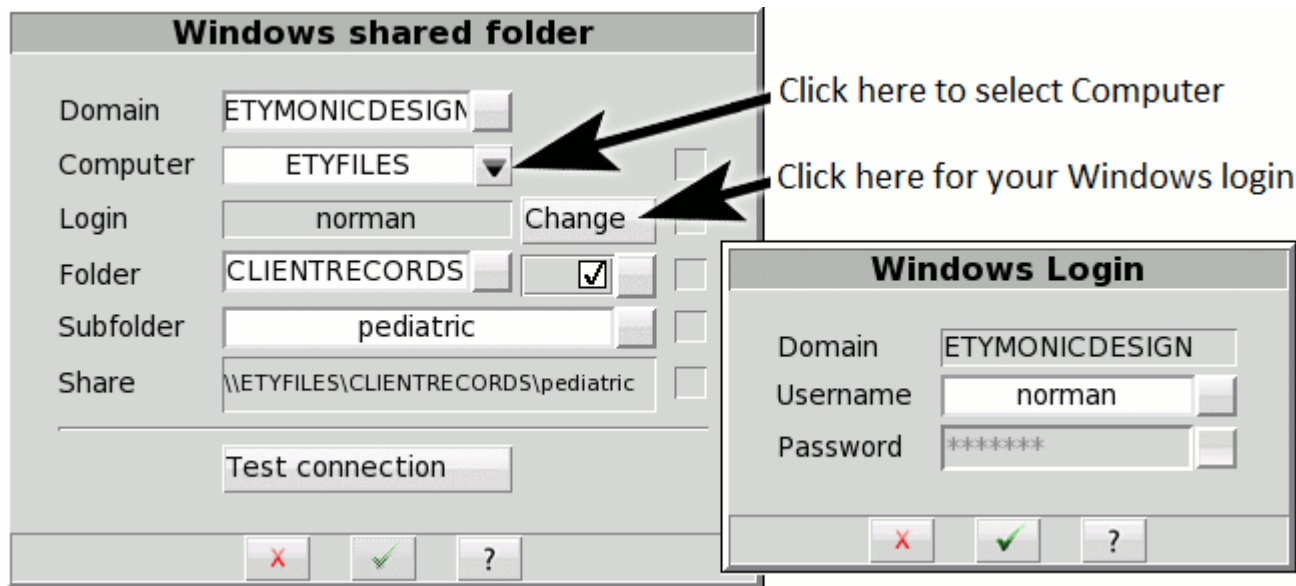 Windows shared folder
Domain ETYMONICDESIGN
Click here to select Computer
Computer ETYFILES
Click here for your Windows login
Login norman Change
Folder CLIENTRECORDS
Subfolder pediatric
Share \\ETYFILES\CLIENTRECORDS\pediatric
Test connection
X ?
Windows Login
Domain ETYMONICDESIGN
Username norman
Password *******
X ?